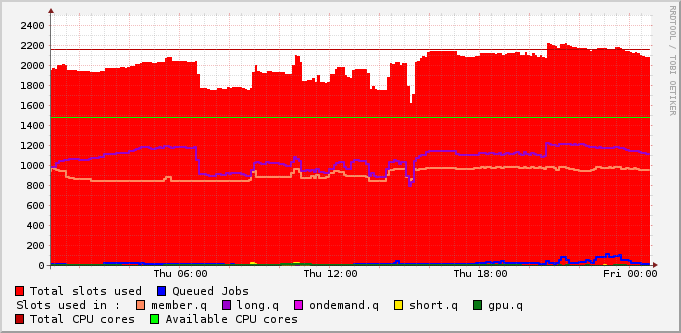 RRDTOOL / TOBI OETIKER
2400
2200
2000
1800
1600
1400
1200
1000
800
600
400
200
0
Thu 06:00 Thu 12:00 Thu 18:00 Fri 00:00
Total slots used Queued Jobs
Slots used in : member.q long.q ondemand.q short.q gpu.q
Total CPU cores Available CPU cores